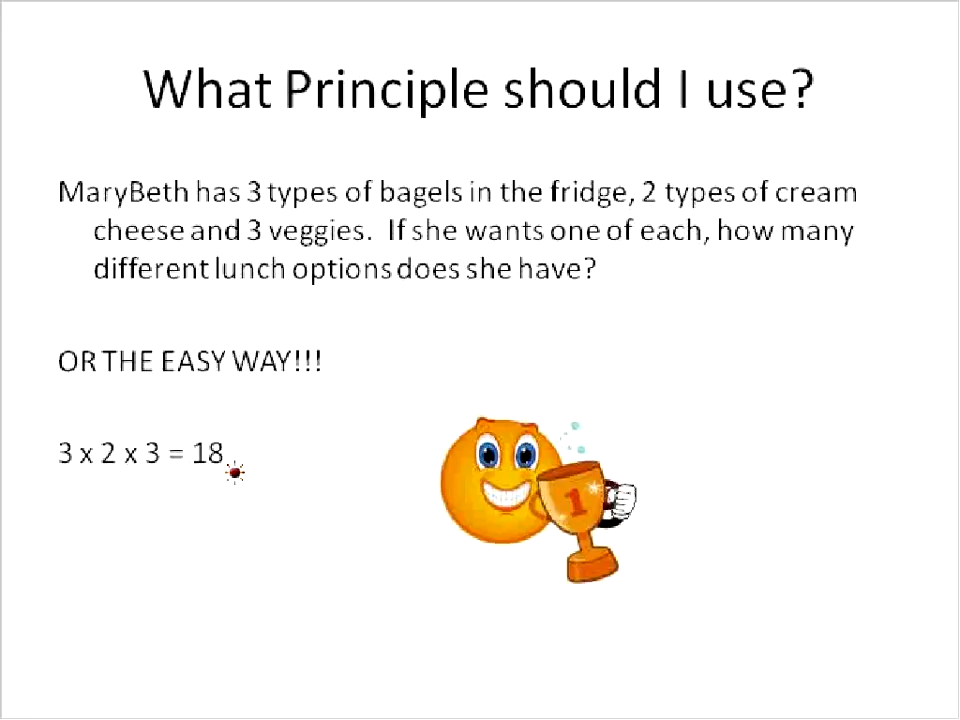 What Principle should I use?
MaryBeth has 3 types of bagels in the fridge, 2 types of cream
cheese and 3 veggies. If she wants one of each, how many
different lunch options does she have?
OR THE EASY WAY!!!
3 x 2 x 3 = 18
1